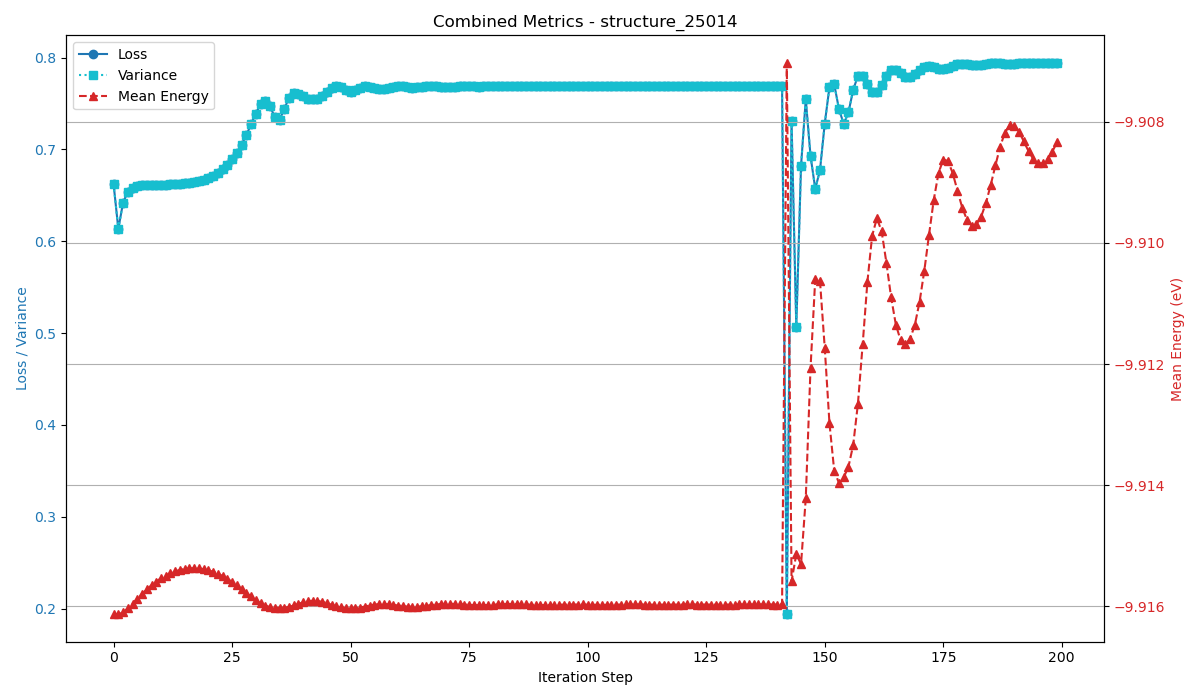 Combined Metrics - structure_25014
Loss
Variance
Mean Energy
0.8
0.7
0.6
0.5
0.4
0.3
0.2
Loss / Variance
−9.908
−9.910
−9.912
−9.914
−9.916
Mean Energy (eV)
0 25 50 75 100 125 150 175 200
Iteration Step